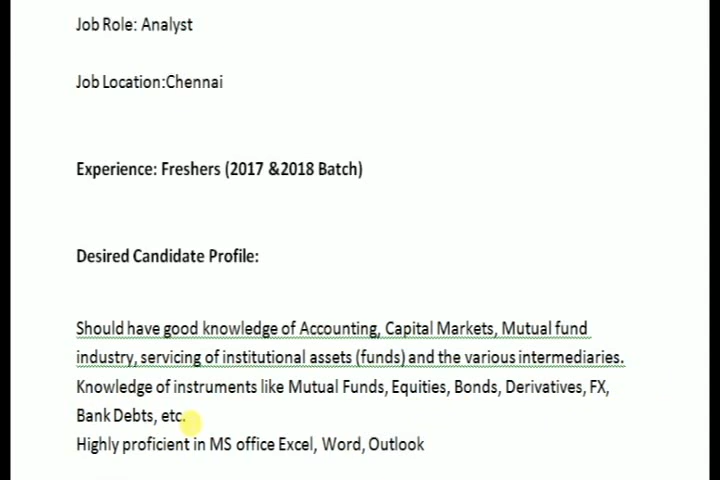 Job Role: Analyst
Job Location:Chennai
Experience: Freshers (2017 &2018 Batch)
Desired Candidate Profile:
Should have good knowledge of Accounting, Capital Markets, Mutual fund
industry, servicing of institutional assets (funds) and the various intermediaries.
Knowledge of instruments like Mutual Funds, Equities, Bonds, Derivatives, FX,
Bank Debts, etc.
Highly proficient in MS office Excel, Word, Outlook